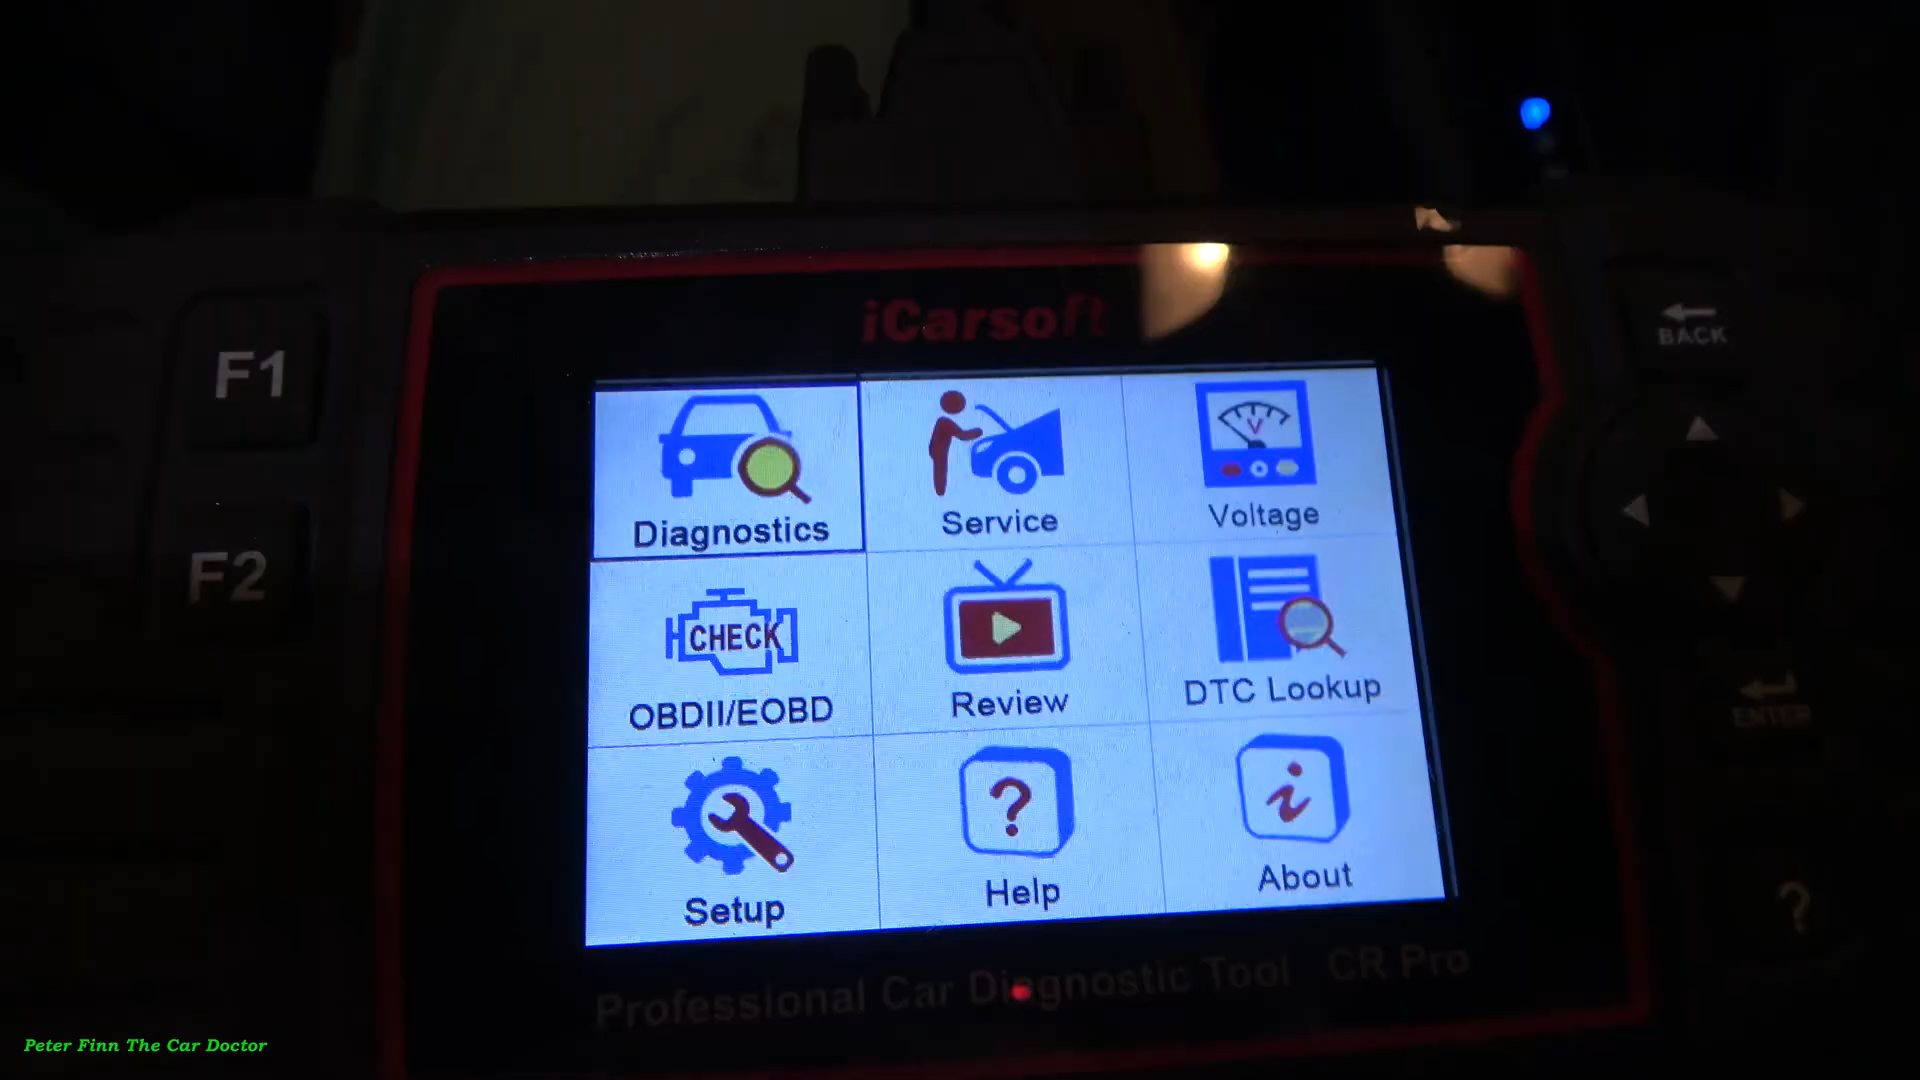 iCarsoft
F1
F2
BACK
Diagnostics
Service
V
Voltage
CHECK
OBDII/EOBD
Review
DTC Lookup
ENTER
Setup
?
Help
i
About
?
Professional Car Diagnostic Tool CR Pro
Peter Finn The Car Doctor